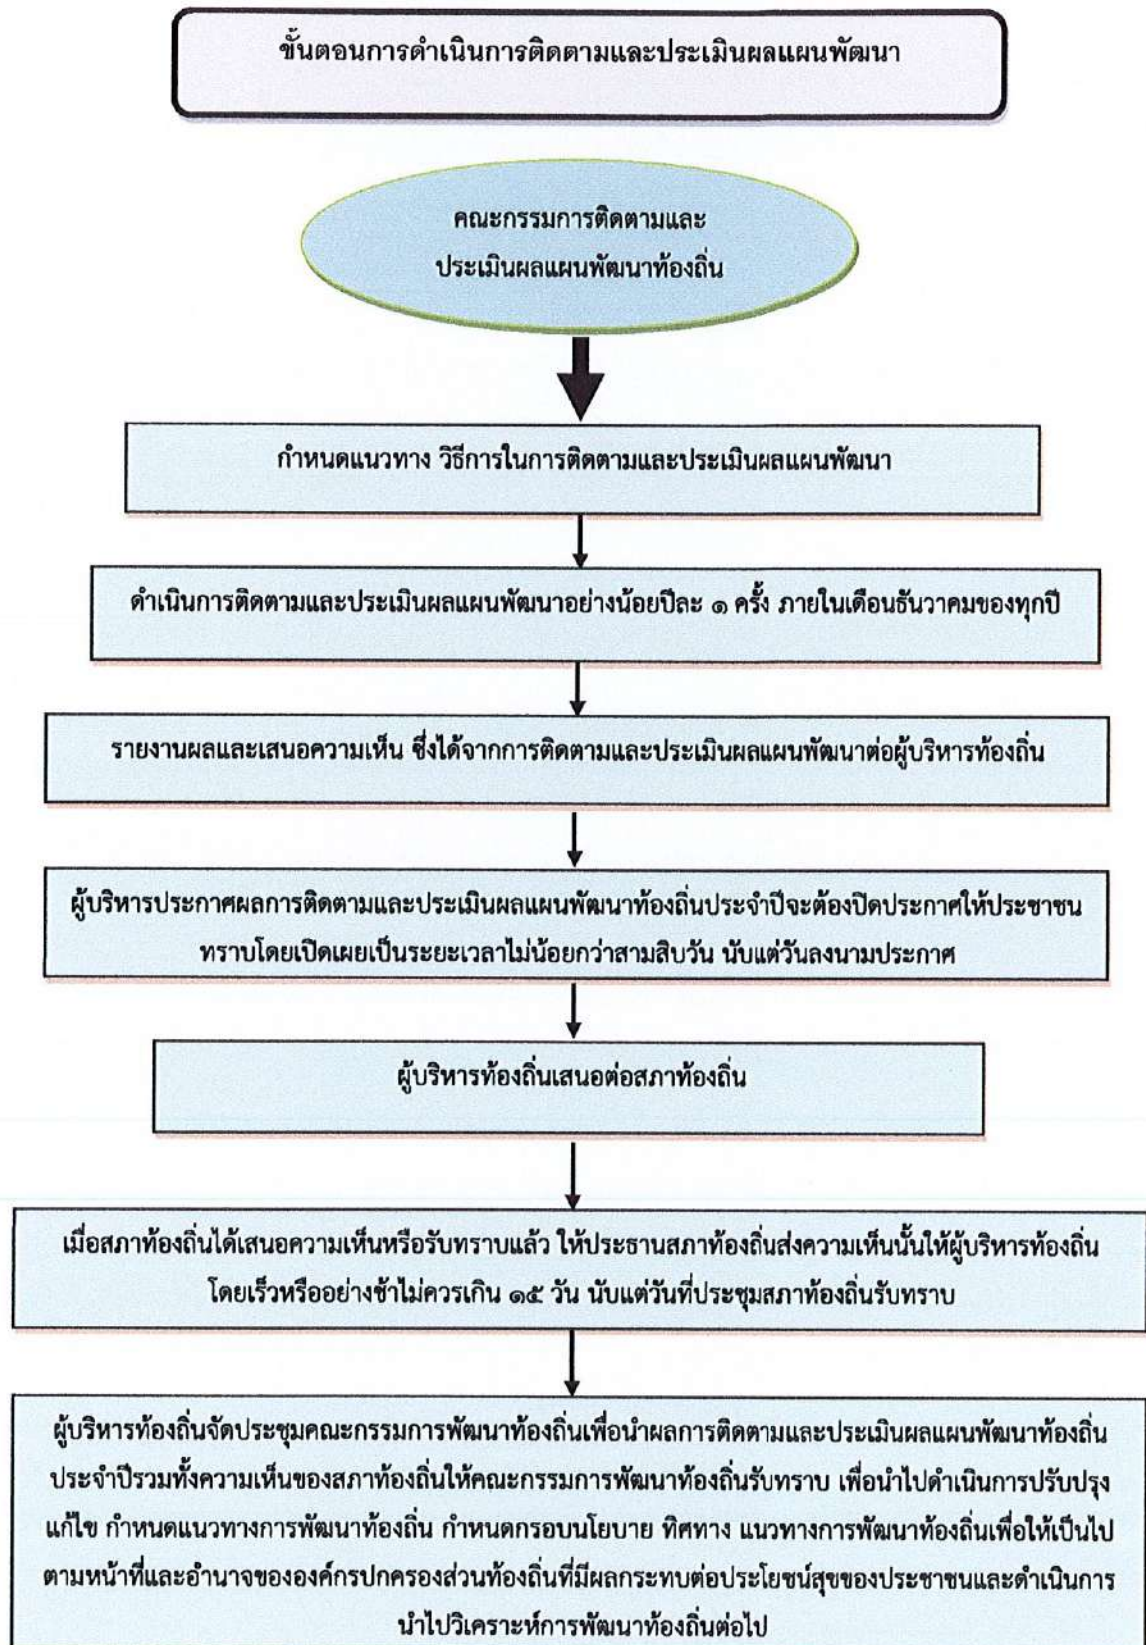 ขั้นตอนการดำเนินการติดตามและประเมินผลแผนพัฒนา
คณะกรรมการติดตามและ
ประเมินผลแผนพัฒนาท้องถิ่น
กำหนดแนวทาง วิธีการในการติดตามและประเมินผลแผนพัฒนา
ดำเนินการติดตามและประเมินผลแผนพัฒนาอย่างน้อยปีละ ๑ ครั้ง ภายในเดือนธันวาคมของทุกปี
รายงานผลและเสนอความเห็น ซึ่งได้จากการติดตามและประเมินผลแผนพัฒนาต่อผู้บริหารท้องถิ่น
ผู้บริหารประกาศผลการติดตามและประเมินผลแผนพัฒนาท้องถิ่นประจำปีจะต้องปิดประกาศให้ประชาชน
ทราบโดยเปิดเผยเป็นระยะเวลาไม่น้อยกว่าสามสิบวัน นับแต่วันลงนามประกาศ
ผู้บริหารท้องถิ่นเสนอต่อสภาท้องถิ่น
เมื่อสภาท้องถิ่นได้เสนอความเห็นหรือรับทราบแล้ว ให้ประธานสภาท้องถิ่นส่งความเห็นนั้นให้ผู้บริหารท้องถิ่น
โดยเร็วหรืออย่างช้าไม่ควรเกิน ๑๕ วัน นับแต่วันที่ประชุมสภาท้องถิ่นรับทราบ
ผู้บริหารท้องถิ่นจัดประชุมคณะกรรมการพัฒนาท้องถิ่นเพื่อนำผลการติดตามและประเมินผลแผนพัฒนาท้องถิ่น
ประจำปีรวมทั้งความเห็นของสภาท้องถิ่นให้คณะกรรมการพัฒนาท้องถิ่นรับทราบ เพื่อนำไปดำเนินการปรับปรุง
แก้ไข กำหนดแนวทางการพัฒนาท้องถิ่น กำหนดกรอบนโยบาย ทิศทาง แนวทางการพัฒนาท้องถิ่นเพื่อให้เป็นไป
ตามหน้าที่และอำนาจขององค์กรปกครองส่วนท้องถิ่นที่มีผลกระทบต่อประโยชน์สุขของประชาชนและดำเนินการ
นำไปวิเคราะห์การพัฒนาท้องถิ่นต่อไป